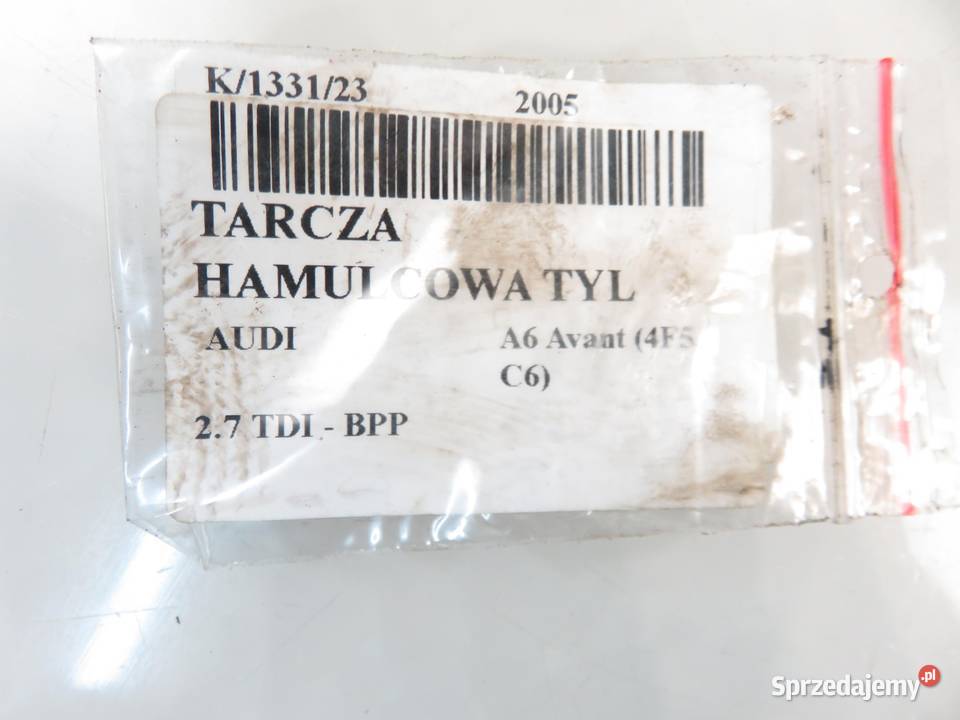 K/1331/23 2005
TARCZA
HAMULCOWA TYL
AUDI A6 Avant (4F5,
C6)
2.7 TDI - BPP
Sprzedajemy.pl